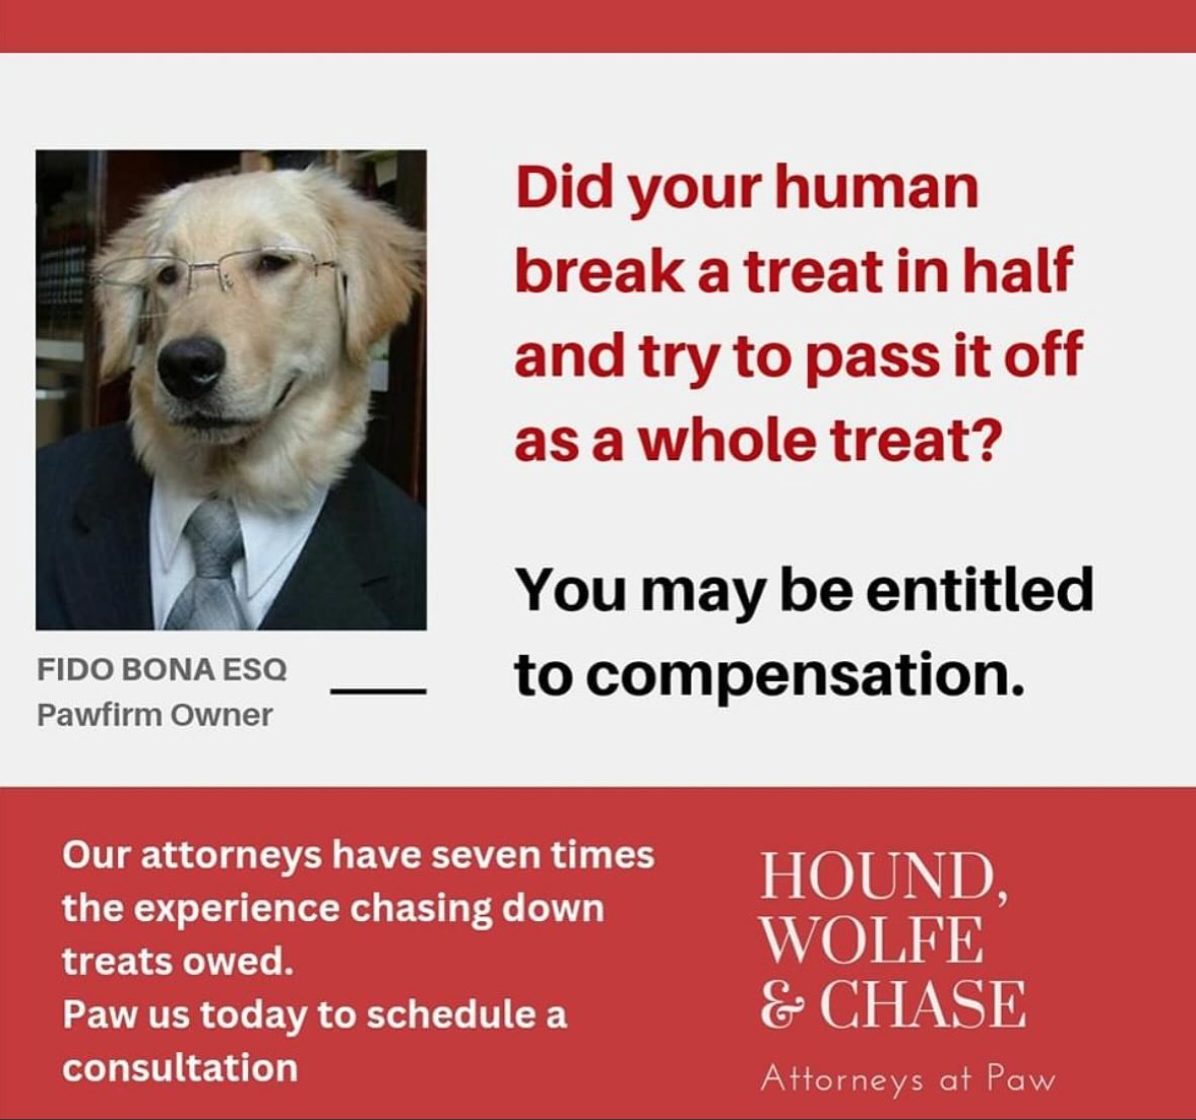 Did your human
break a treat in half
and try to pass it off
as a whole treat?
You may be entitled
to compensation.
FIDO BONA ESQ
Pawfirm Owner
Our attorneys have seven times
the experience chasing down
treats owed.
Paw us today to schedule a
consultation
HOUND,
WOLFE
& CHASE
Attorneys at Paw